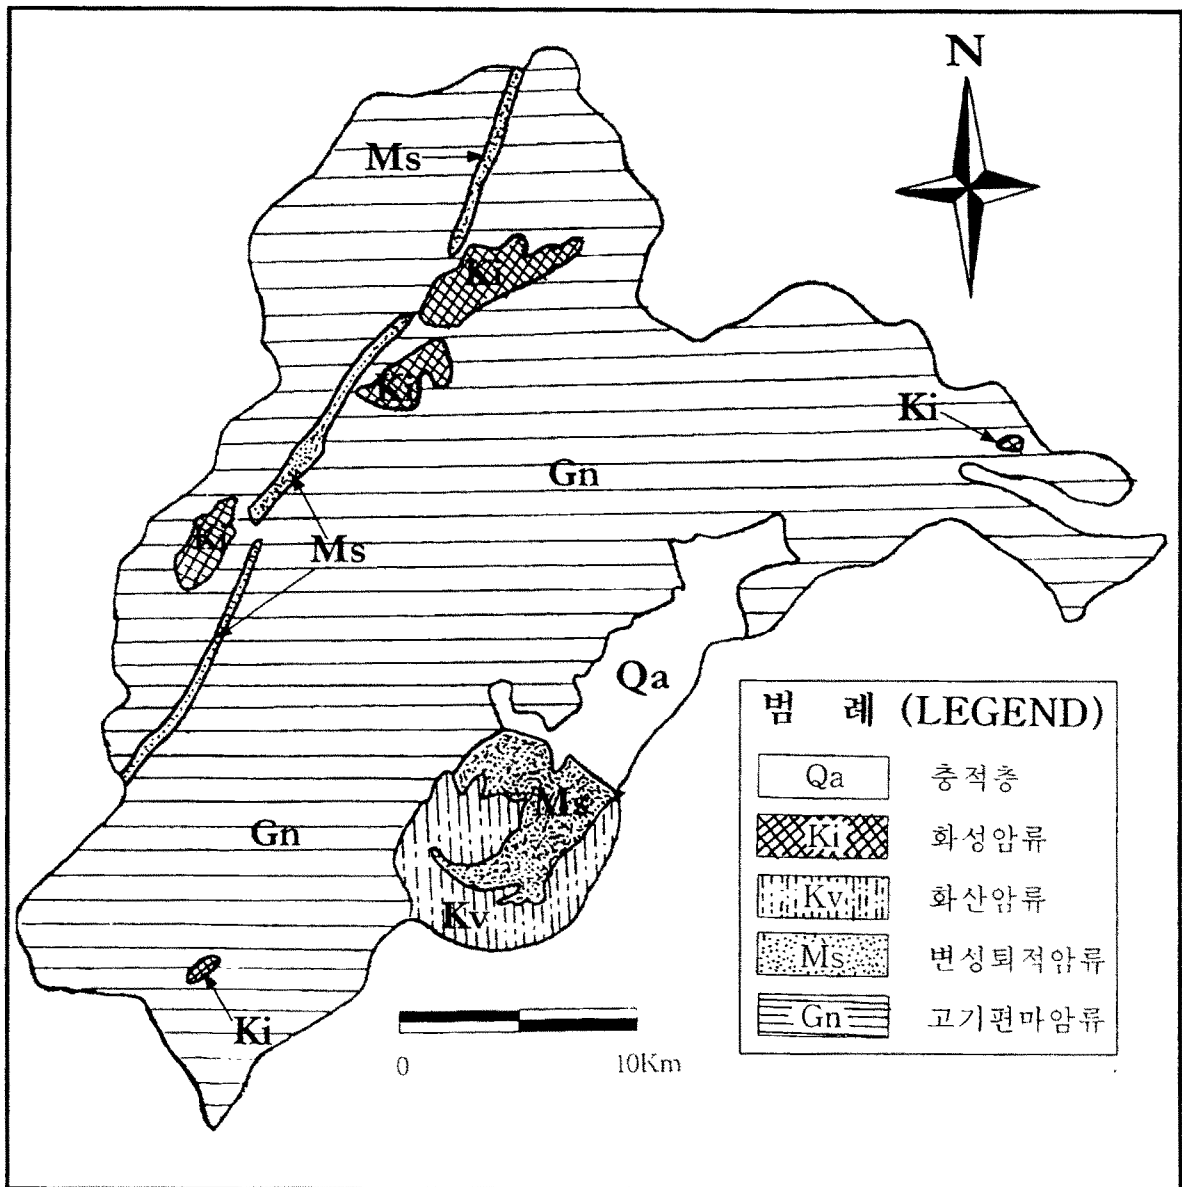 N
Ms
Ki
Ki
Ki
Gn
Ki
Ms
Qa
Ms
Gn
Kv
Ki
0 10Km
범 례 (LEGEND)
Qa 충적층
Ki 화성암류
Kv 화산암류
Ms 변성퇴적암류
Gn 고기편마암류